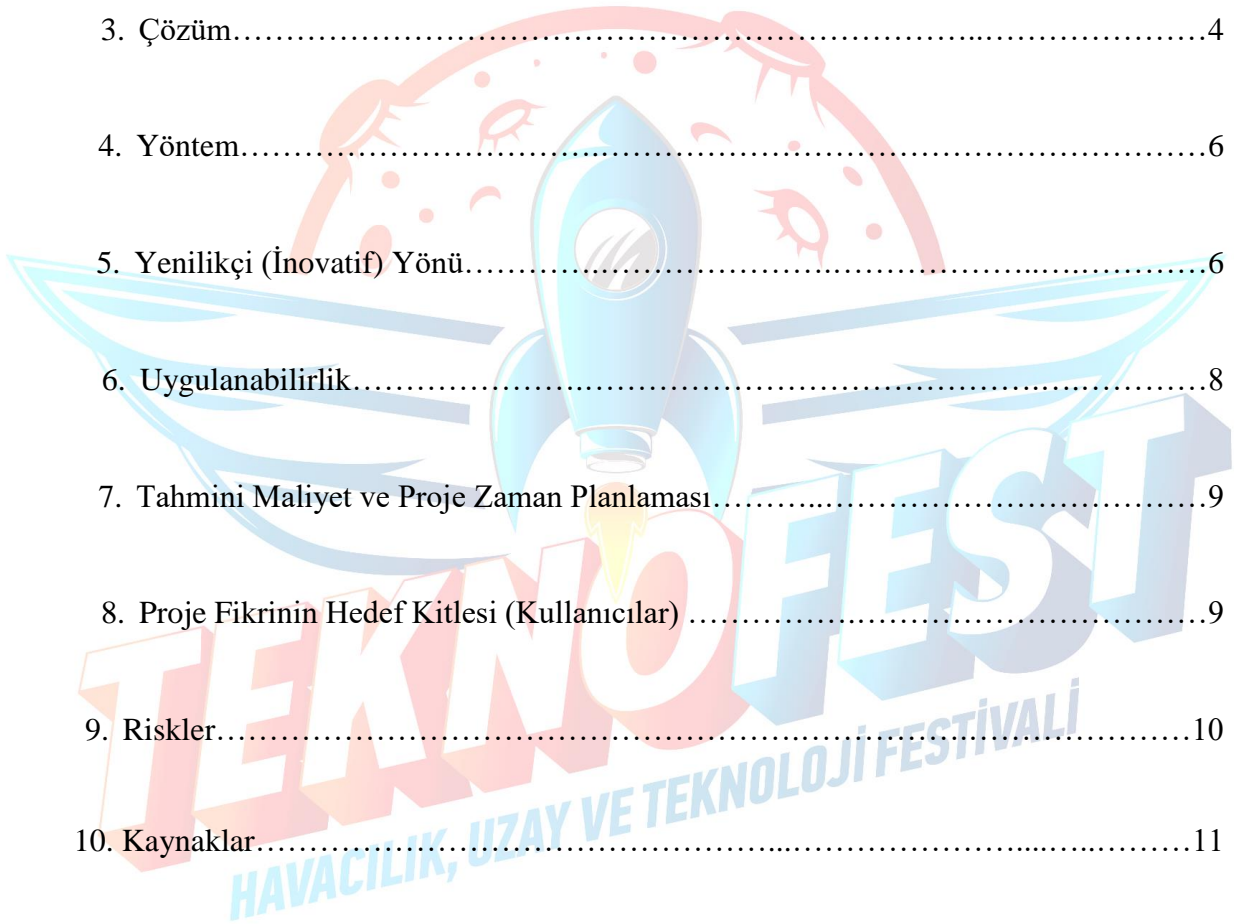 3. Çözüm……………………………………………………………..…………………4
4. Yöntem……………………………..……………………………………………………6
5. Yenilikçi (İnovatif) Yönü…………………………….………………..….……………6
6. Uygulanabilirlik…………………….…………………………………….….…………8
7. Tahmini Maliyet ve Proje Zaman Planlaması………...…………………………………9
8. Proje Fikrinin Hedef Kitlesi (Kullanıcılar) …………….………………………………9
9. Riskler………………………………………………….…………………………………10
10. Kaynaklar……………………………………………...…………………....…..………11
TEKNOFEST
HAVACILIK, UZAY VE TEKNOLOJİ FESTİVALİ